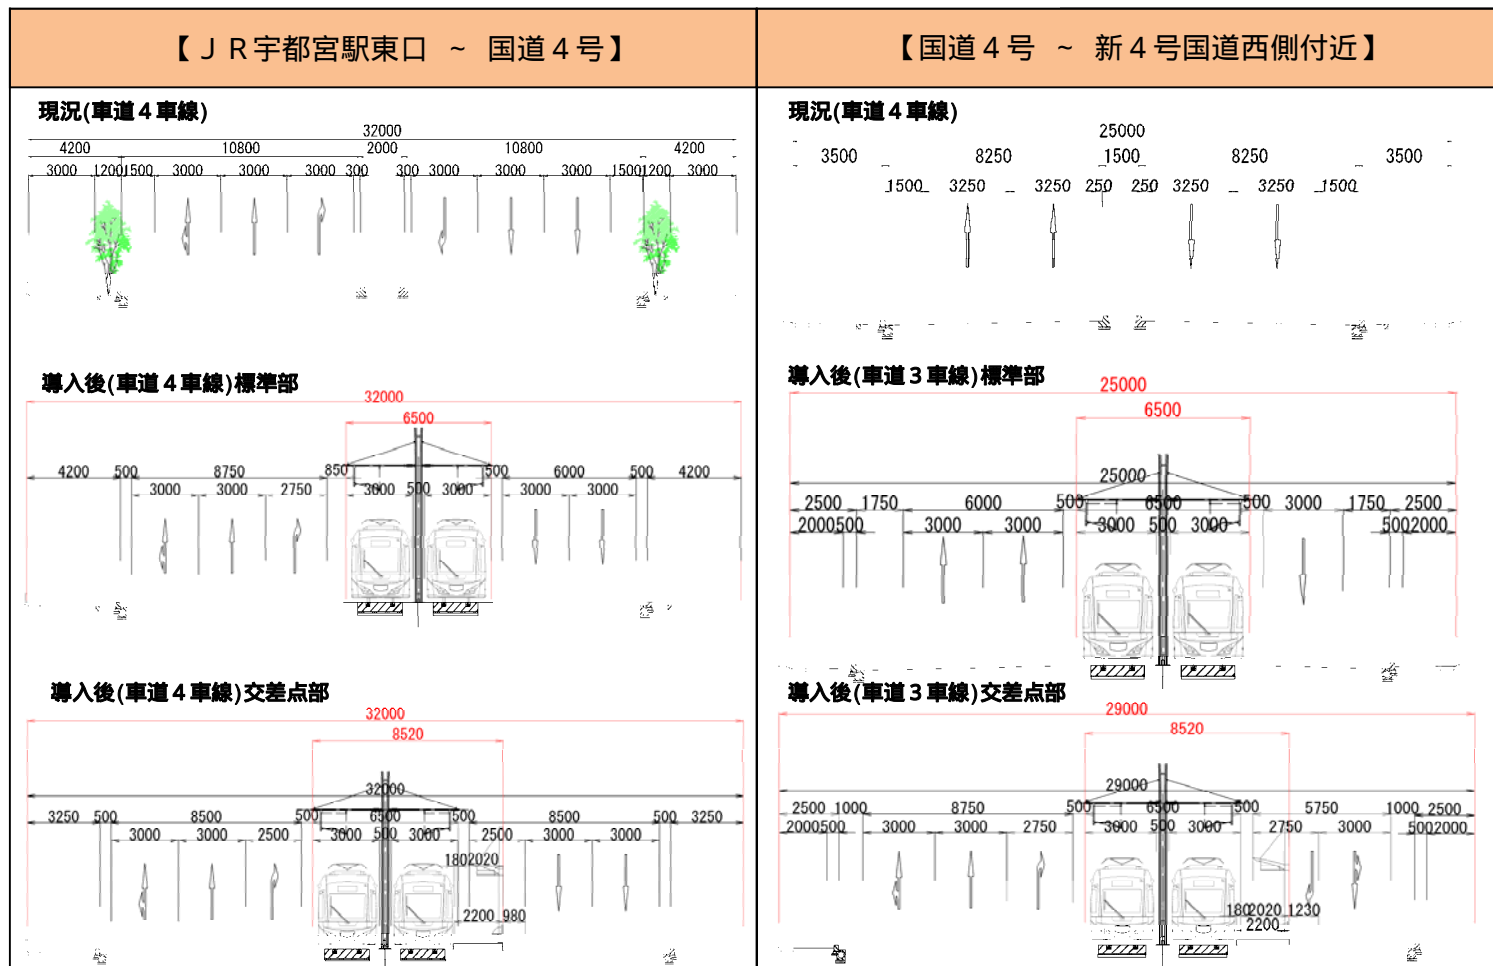 【ＪＲ宇都宮駅東口 ~ 国道４号】
現況(車道４車線)
32000
4200 10800 2000 10800 4200
3000 1200 1500 3000 3000 3000 300 300 3000 3000 3000 1500 1200 3000
導入後(車道４車線)標準部
32000
6500
4200 500 8750 850 500 6000 500 4200
3000 3000 2750 3000 500 3000 3000 3000
導入後(車道４車線)交差点部
32000
8520
32000
3250 500 8500 500 6500 500 8500 500 3250
3000 3000 2500 3000 500 3000 2500 3000 3000
180 2020
2200 980
【国道４号 ~ 新４号国道西側付近】
現況(車道４車線)
25000
3500 8250 1500 8250 3500
1500 3250 3250 250 250 3250 3250 1500
導入後(車道３車線)標準部
25000
6500
25000
2500 1750 6000 500 6500 500 3000 1750 2500
2000 500 3000 3000 3000 500 3000 500 2000
導入後(車道３車線)交差点部
29000
8520
29000
2500 1000 8750 500 6500 500 5750 1000 2500
2000 500 3000 3000 2750 3000 500 3000 2750 3000 500 2000
180 2020 1230
2200